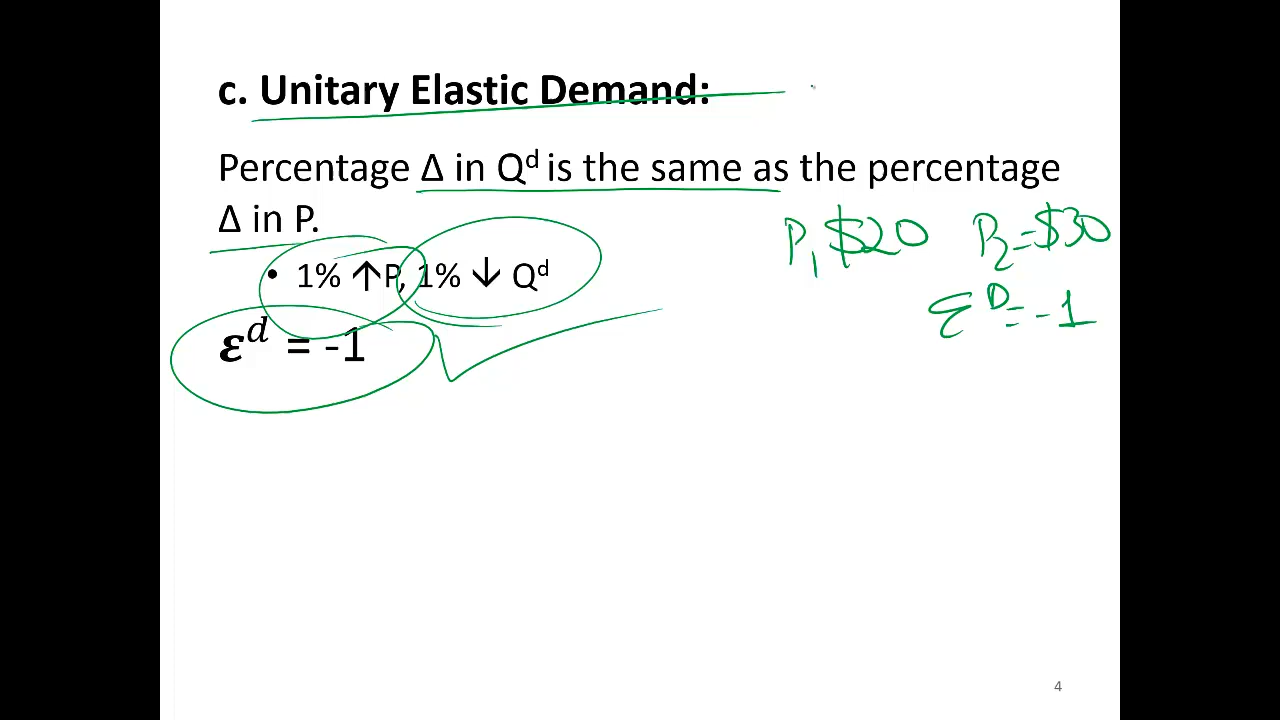 c. Unitary Elastic Demand:
Percentage Δ in Qᵈ is the same as the percentage
Δ in P.
P₁ $20 P₂=$30
• 1% ↑P, 1% ↓ Qᵈ
εᴰ=-1
𝜺ᵈ = -1
4